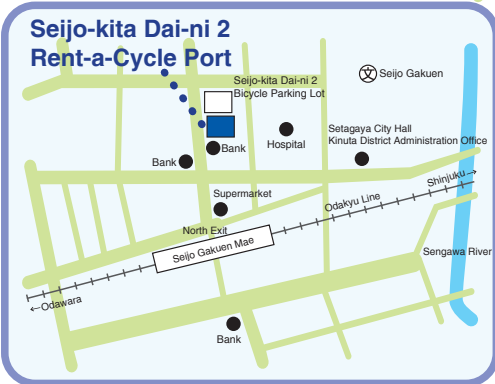 Seijo-kita Dai-ni 2
Rent-a-Cycle Port
Seijo-kita Dai-ni 2
Bicycle Parking Lot
文
Seijo Gakuen
Bank
Bank
Hospital
Setagaya City Hall
Kinuta District Administration Office
Shinjuku→
Supermarket
Odakyu Line
North Exit
Seijo Gakuen Mae
Sengawa River
←Odawara
Bank